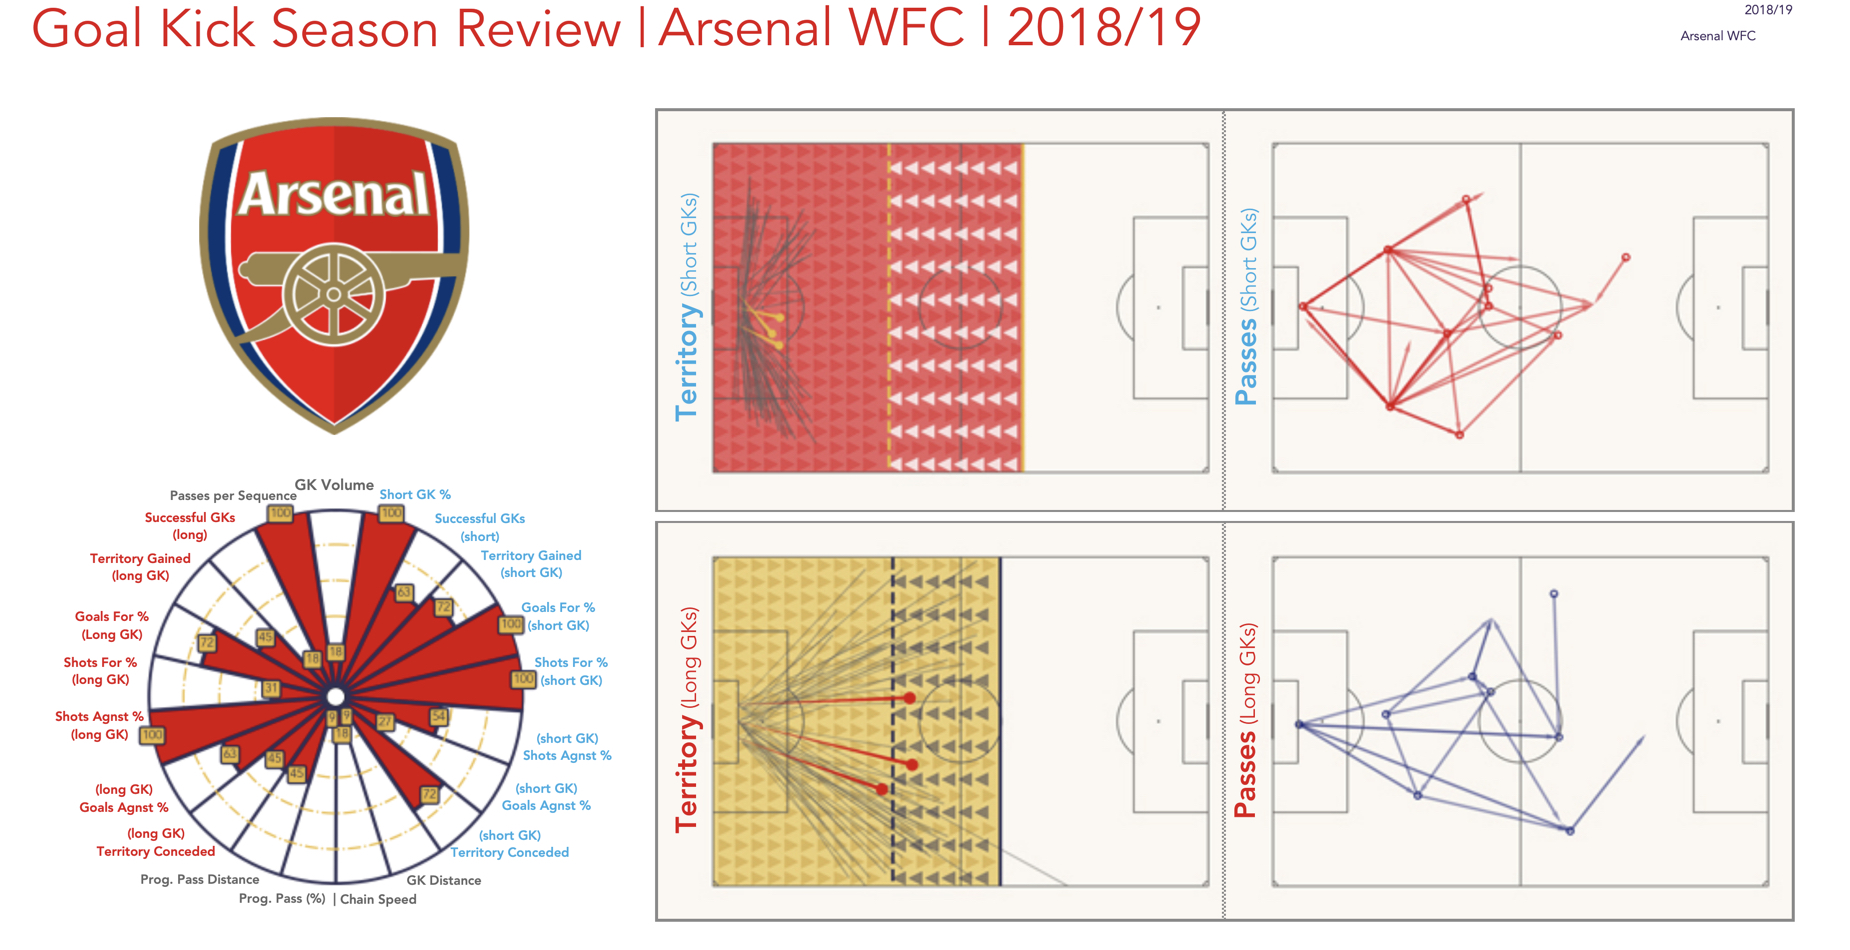 Goal Kick Season Review | Arsenal WFC | 2018/19
2018/19
Arsenal WFC
Arsenal
GK Volume
Passes per Sequence
Short GK %
Successful GKs
(long)
Successful GKs
(short)
Territory Gained
(long GK)
Territory Gained
(short GK)
Goals For %
(Long GK)
Goals For %
(short GK)
Shots For %
(long GK)
Shots For %
(short GK)
Shots Agnst %
(long GK)
(short GK)
Shots Agnst %
(long GK)
Goals Agnst %
(short GK)
Goals Agnst %
(long GK)
Territory Conceded
(short GK)
Territory Conceded
Prog. Pass Distance
GK Distance
Prog. Pass (%) | Chain Speed
100
100
63
72
100
72
45
18
18
100
31
100
54
27
9
9
18
63
45
45
72
Territory (Short GKs)
Passes (Short GKs)
Territory (Long GKs)
Passes (Long GKs)